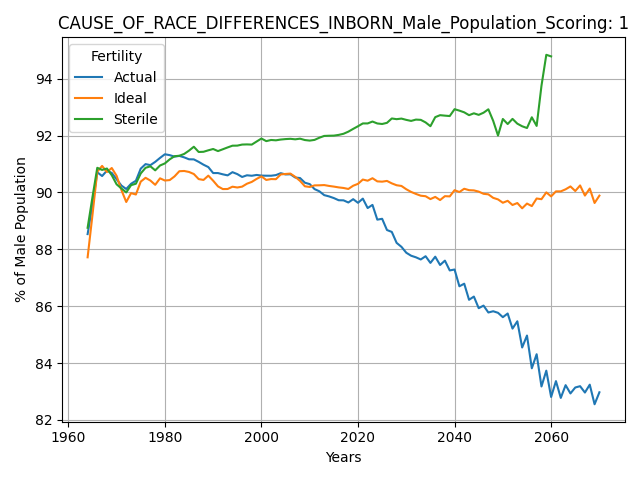 CAUSE_OF_RACE_DIFFERENCES_INBORN_Male_Population_Scoring: 1
Fertility
Actual
Ideal
Sterile
% of Male Population
94
92
90
88
86
84
82
1960
1980
2000
2020
2040
2060
Years